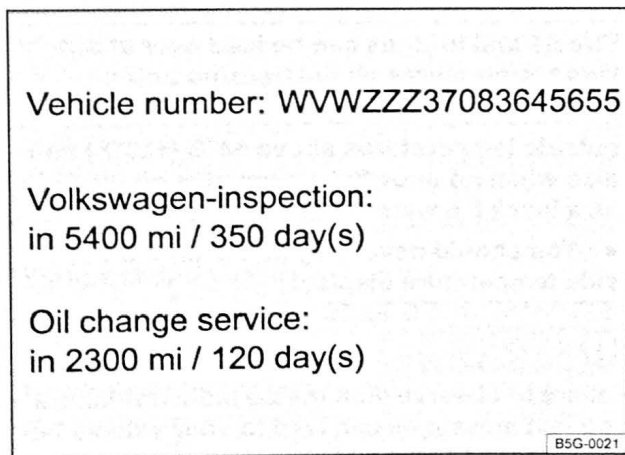 Vehicle number: WVWZZZ37083645655
Volkswagen-inspection:
in 5400 mi / 350 day(s)
Oil change service:
in 2300 mi / 120 day(s)
B5G-0021